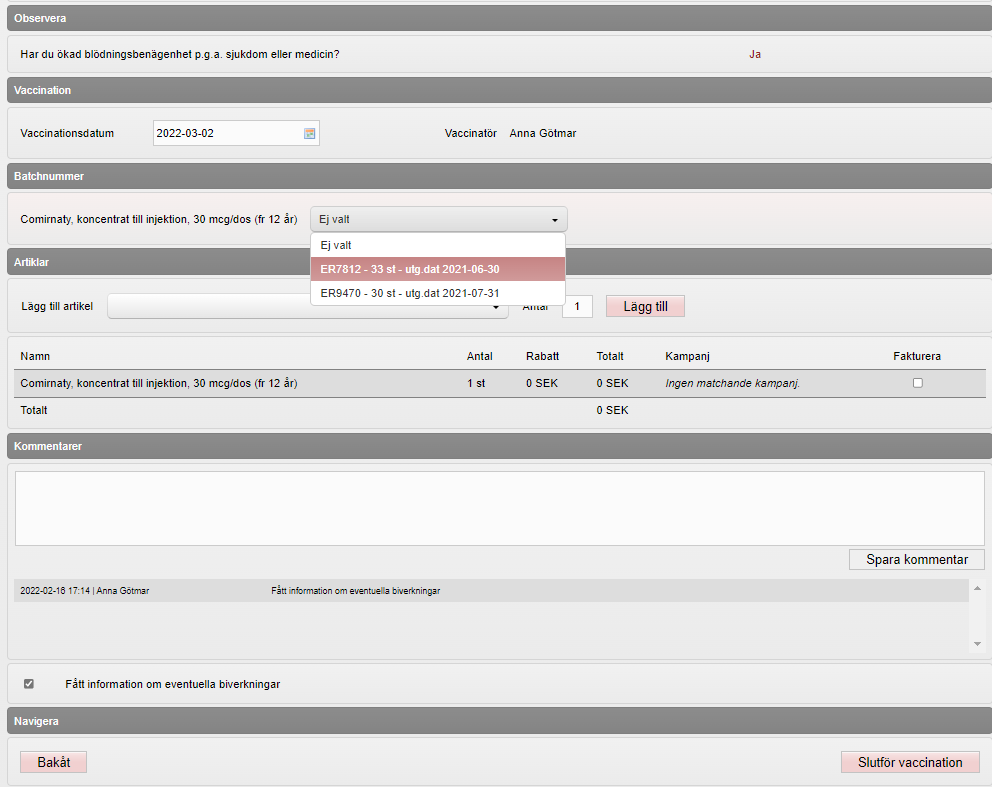 Observera
Har du ökad blödningsbenägenhet p.g.a. sjukdom eller medicin? Ja
Vaccination
Vaccinationsdatum 2022-03-02 Vaccinatör Anna Götmar
Batchnummer
Comirnaty, koncentrat till injektion, 30 mcg/dos (fr 12 år) Ej valt
Ej valt
Artiklar
ER7812 - 33 st - utg.dat 2021-06-30
ER9470 - 30 st - utg.dat 2021-07-31
Lägg till artikel Antal 1 Lägg till
Namn Antal Rabatt Totalt Kampanj Fakturera
Comirnaty, koncentrat till injektion, 30 mcg/dos (fr 12 år) 1 st 0 SEK 0 SEK Ingen matchande kampanj.
Totalt 0 SEK
Kommentarer
Spara kommentar
2022-02-16 17:14 | Anna Götmar Fått information om eventuella biverkningar
Fått information om eventuella biverkningar
Navigera
Bakåt Slutför vaccination